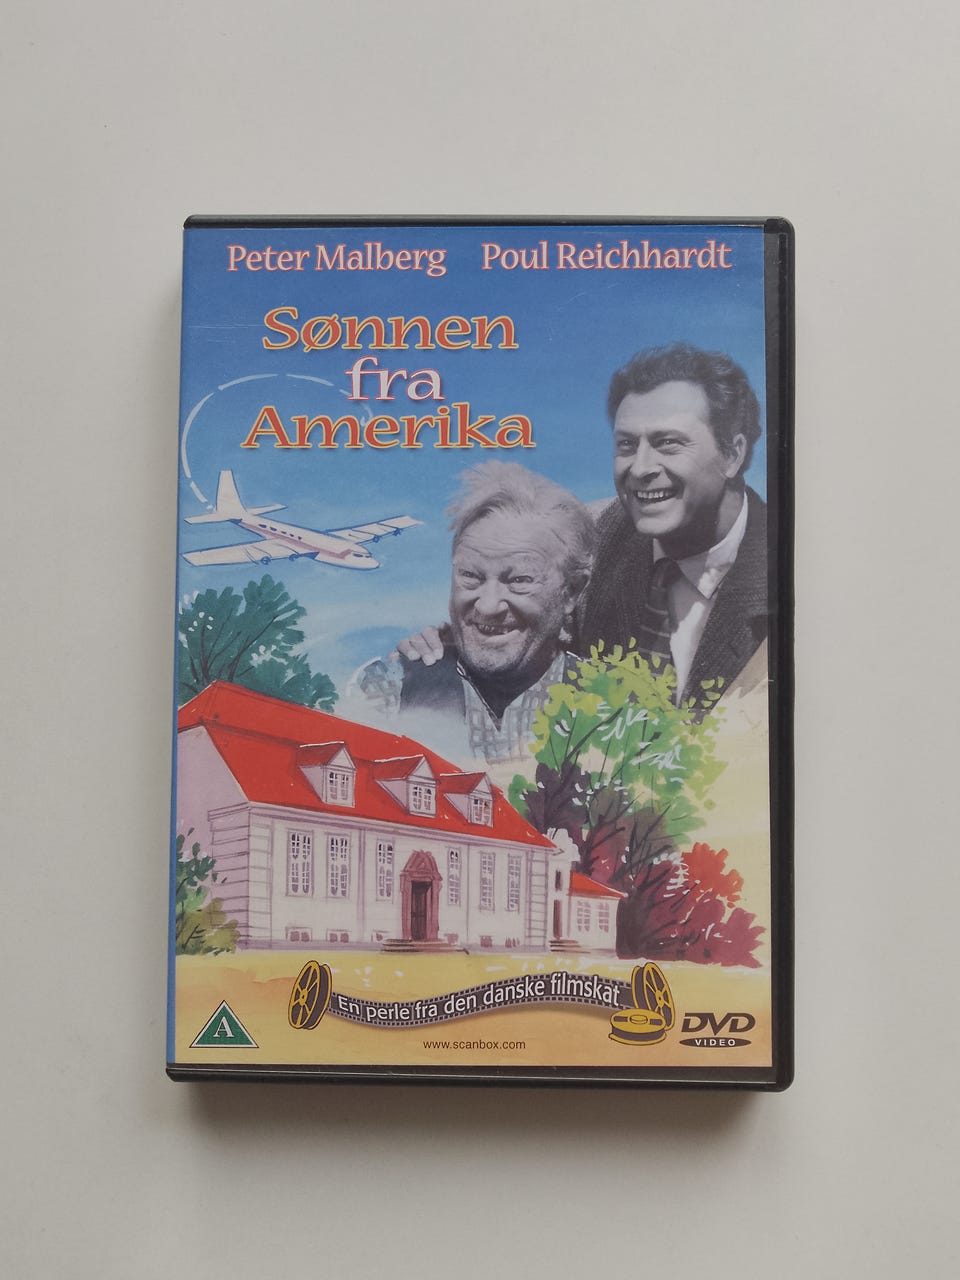 Peter Malberg Poul Reichhardt
Sønnen
fra
Amerika
En perle fra den danske filmskat
A
www.scanbox.com
DVD
VIDEO